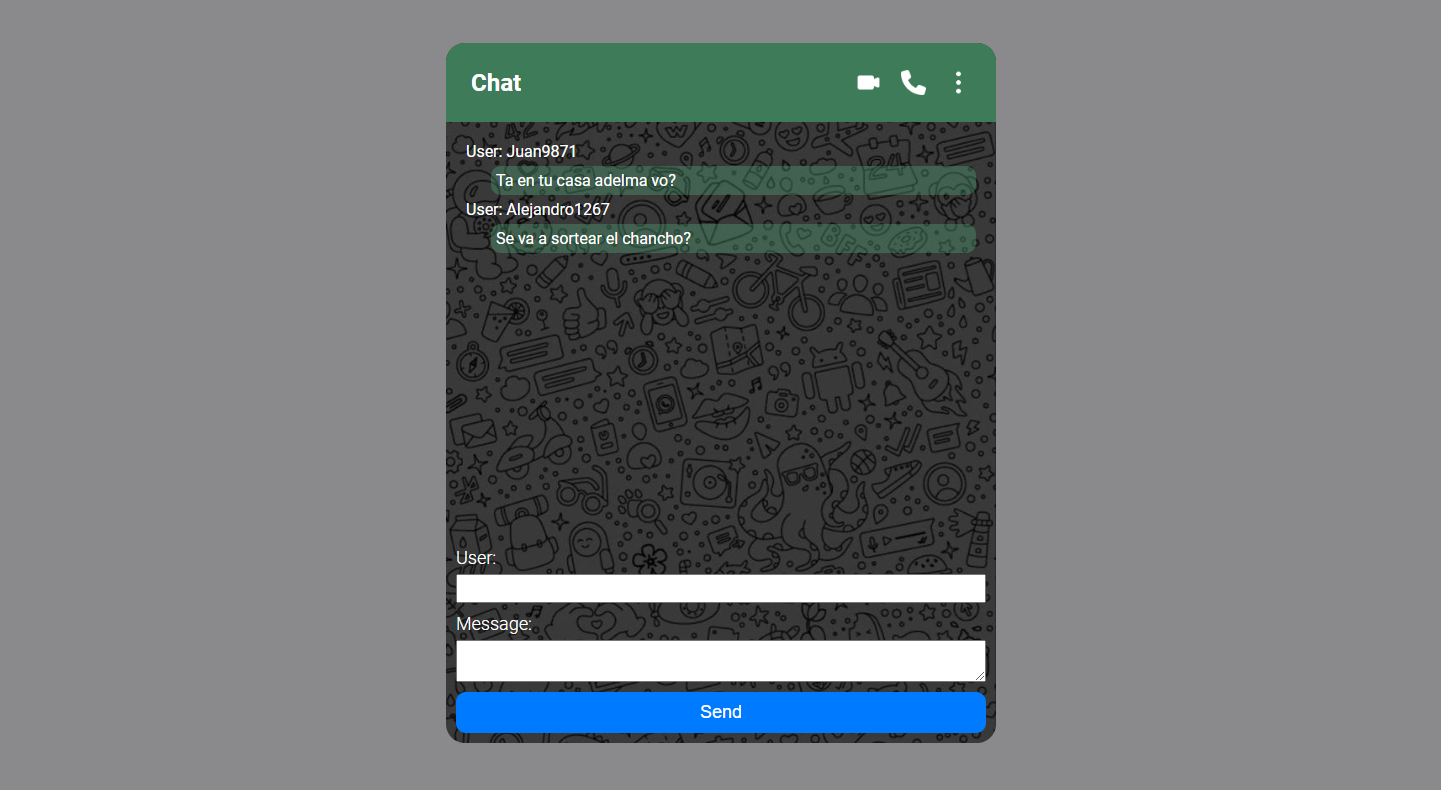 Chat
User: Juan9871
Ta en tu casa adelma vo?
User: Alejandro1267
Se va a sortear el chancho?
User:
Message:
Send